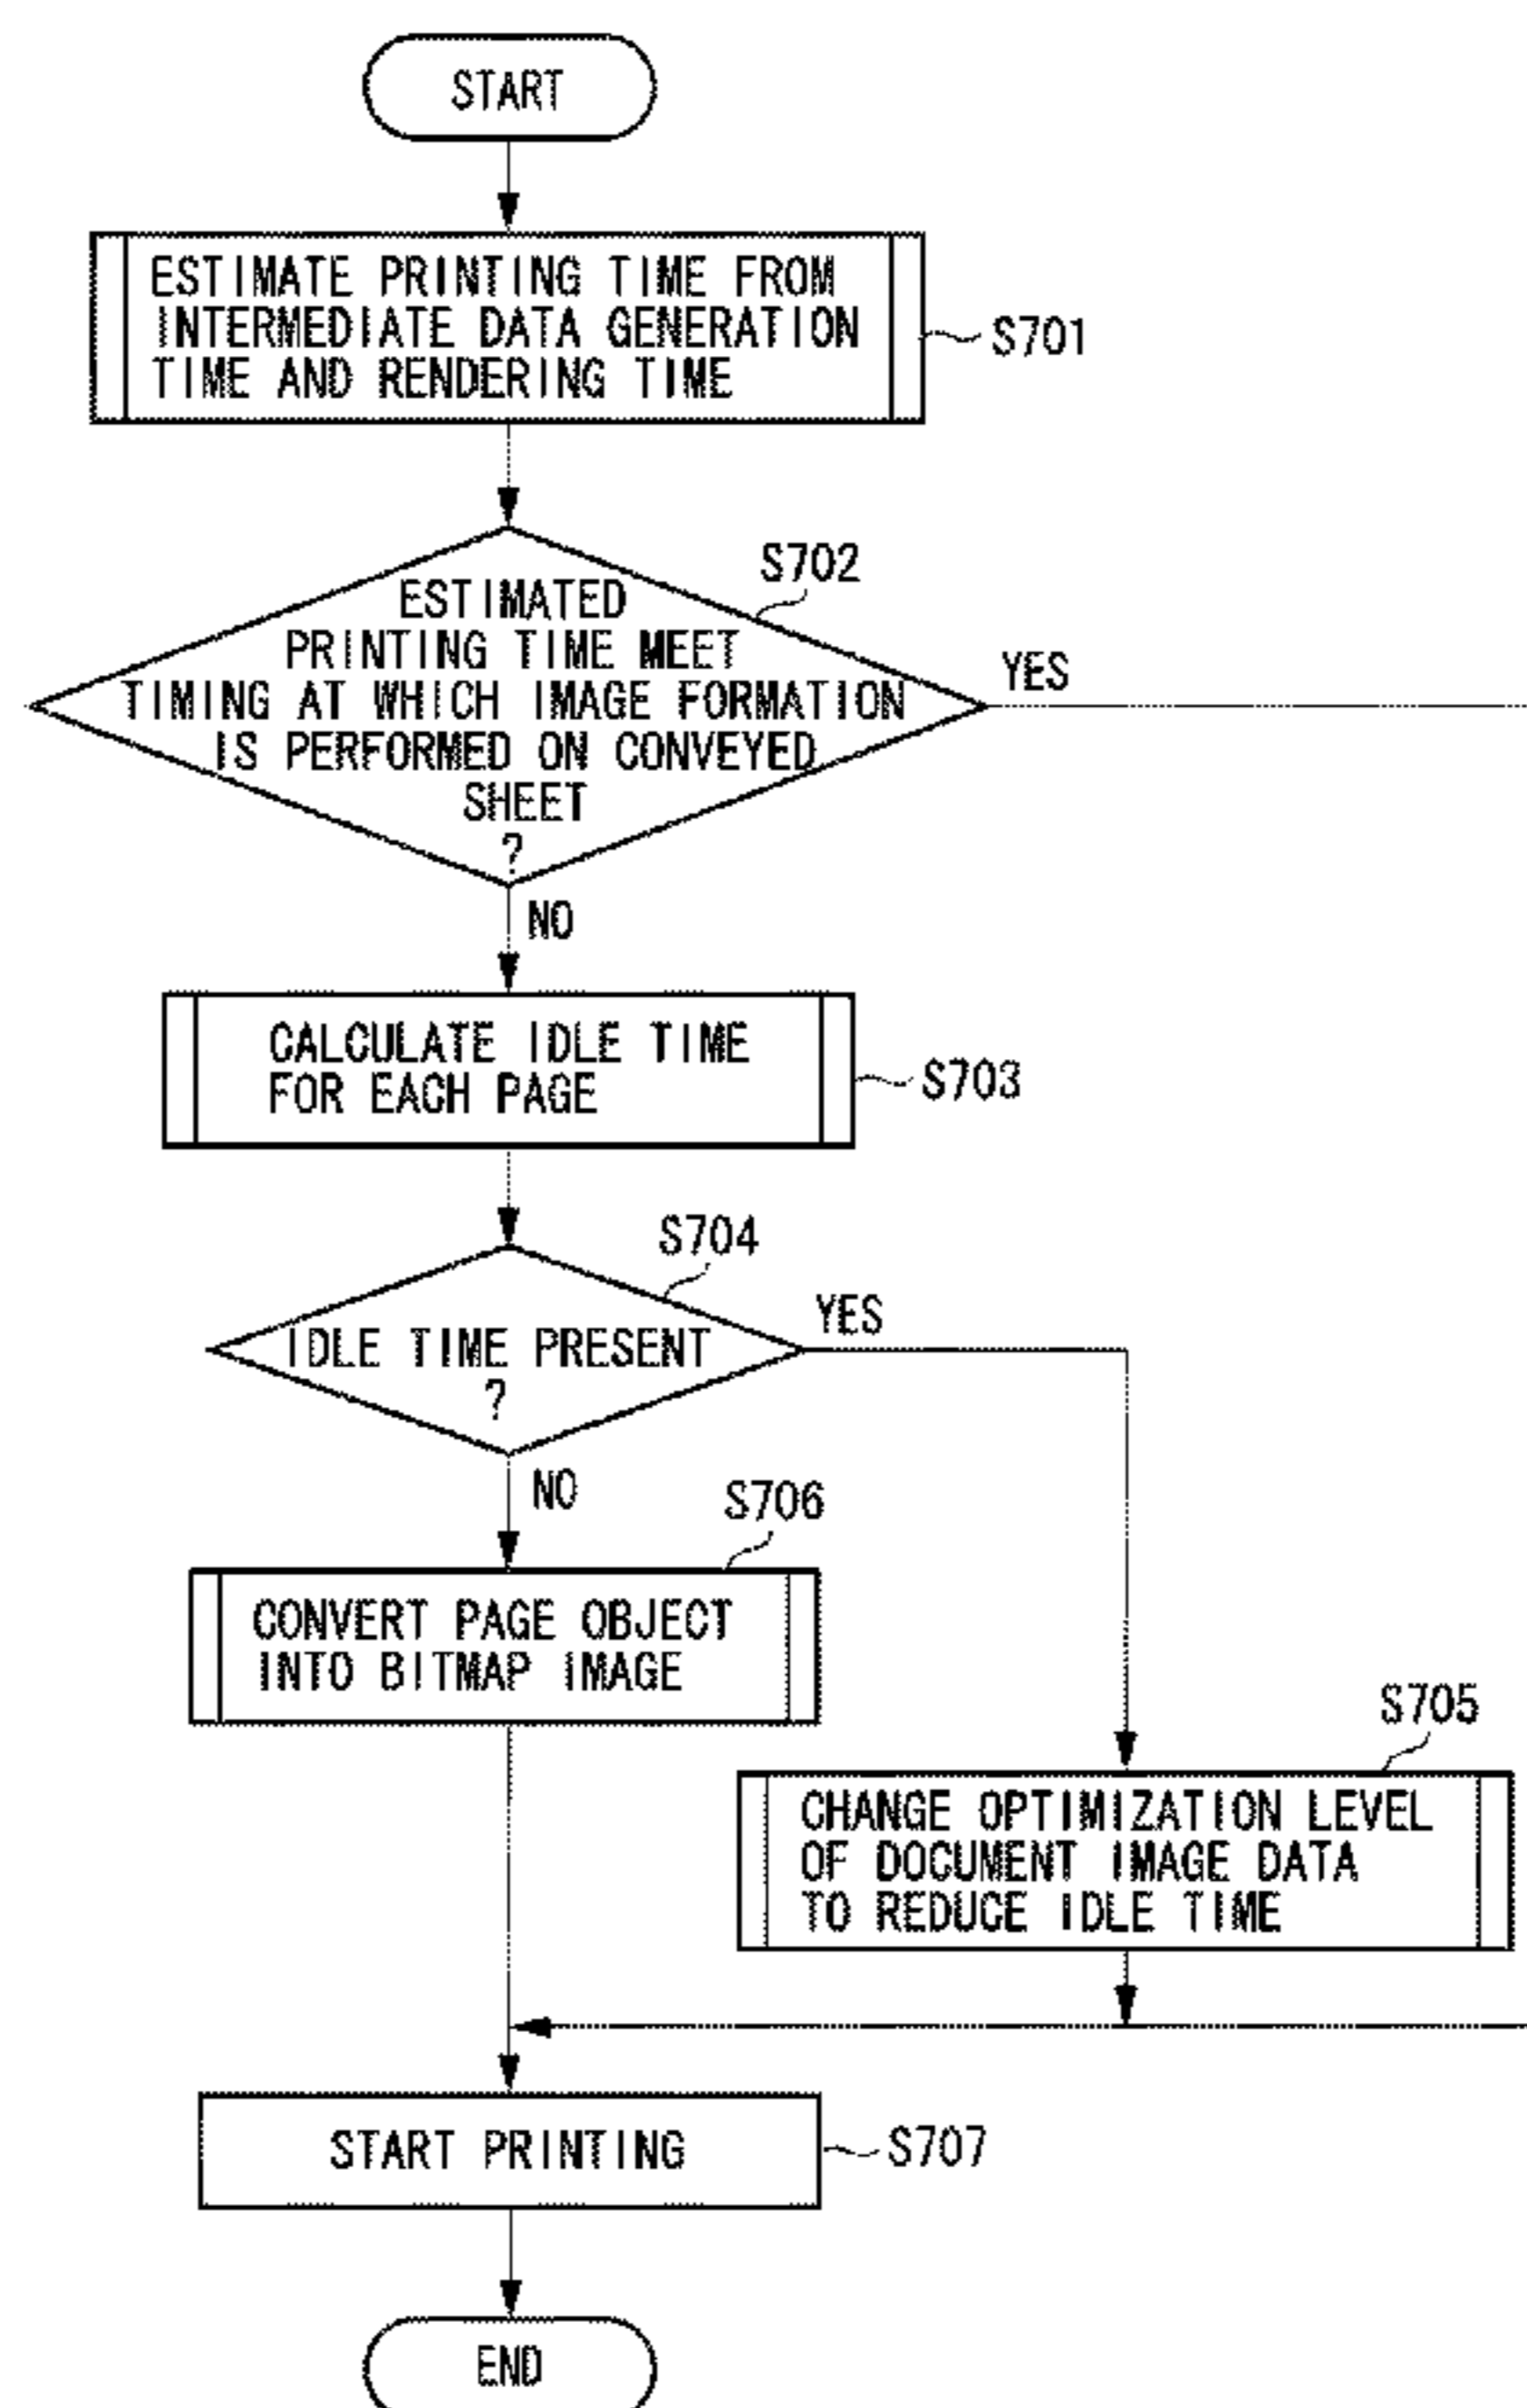 START
ESTIMATE PRINTING TIME FROM
INTERMEDIATE DATA GENERATION
TIME AND RENDERING TIME
S701
S702
ESTIMATED
PRINTING TIME MEET
TIMING AT WHICH IMAGE FORMATION
IS PERFORMED ON CONVEYED
SHEET
?
YES
NO
CALCULATE IDLE TIME
FOR EACH PAGE
S703
S704
IDLE TIME PRESENT
?
YES
NO
S706
CONVERT PAGE OBJECT
INTO BITMAP IMAGE
S705
CHANGE OPTIMIZATION LEVEL
OF DOCUMENT IMAGE DATA
TO REDUCE IDLE TIME
START PRINTING
S707
END